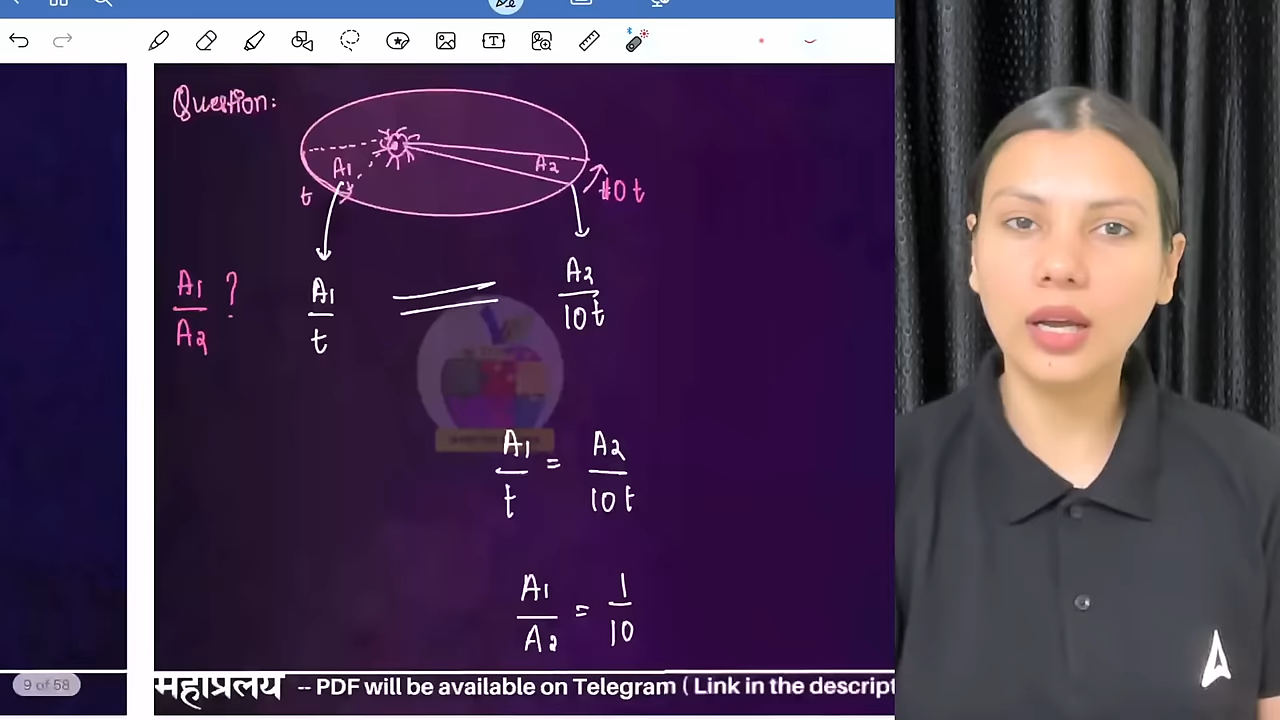 Question:
A1
A2
t
10 t
A1
A2
?
A1
t
A2
10t
A1
t
=
A2
10t
A1
A2
=
1
10
9 of 58
महाप्रलय -- PDF will be available on Telegram ( Link in the descript